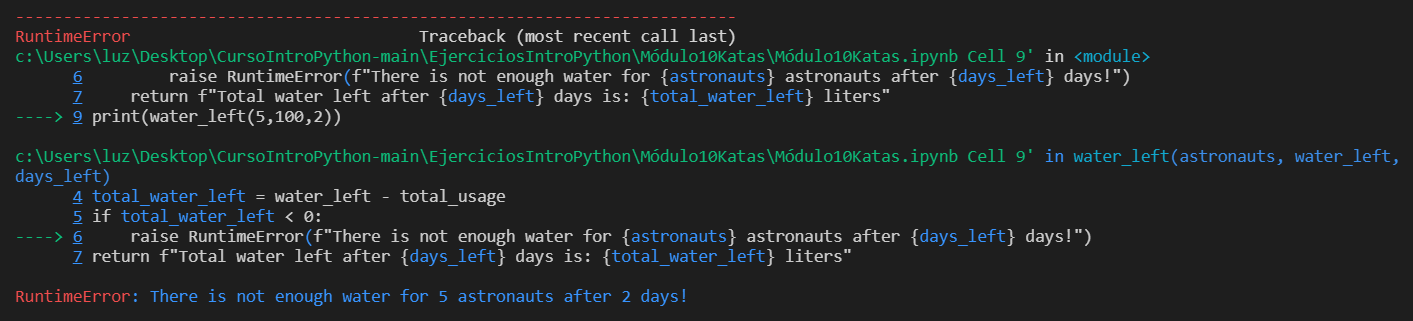 ---------------------------------------------------------------------------
RuntimeError                              Traceback (most recent call last)
c:\Users\luz\Desktop\CursoIntroPython-main\EjerciciosIntroPython\Módulo10Katas\Módulo10Katas.ipynb Cell 9' in <module>
      6         raise RuntimeError(f"There is not enough water for {astronauts} astronauts after {days_left} days!")
      7     return f"Total water left after {days_left} days is: {total_water_left} liters"
----> 9 print(water_left(5,100,2))
c:\Users\luz\Desktop\CursoIntroPython-main\EjerciciosIntroPython\Módulo10Katas\Módulo10Katas.ipynb Cell 9' in water_left(astronauts, water_left,
days_left)
      4 total_water_left = water_left - total_usage
      5 if total_water_left < 0:
----> 6     raise RuntimeError(f"There is not enough water for {astronauts} astronauts after {days_left} days!")
      7 return f"Total water left after {days_left} days is: {total_water_left} liters"
RuntimeError: There is not enough water for 5 astronauts after 2 days!